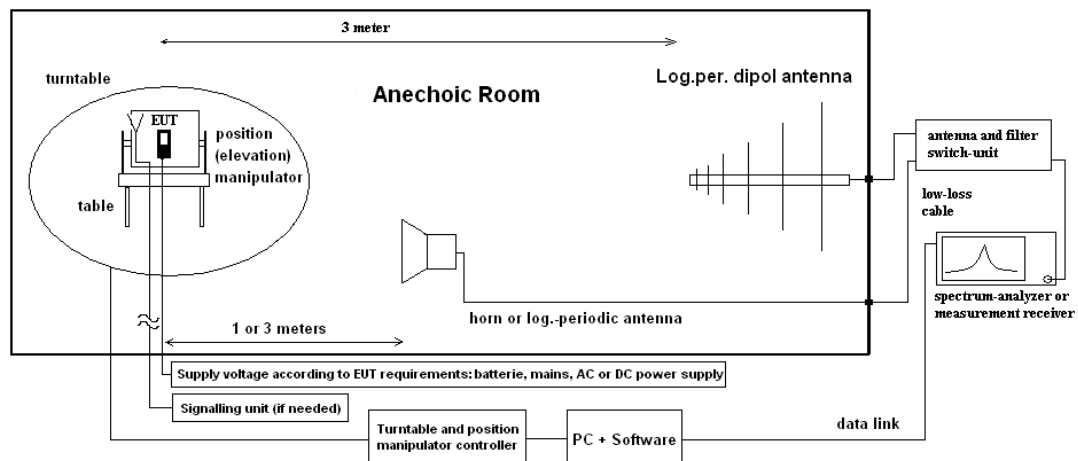 3 meter
turntable
Log.per. dipol antenna
Anechoic Room
EUT
position
(elevation)
manipulator
table
antenna and filter
switch-unit
low-loss
cable
spectrum-analyzer or
measurement receiver
horn or log.-periodic antenna
1 or 3 meters
Supply voltage according to EUT requirements: batterie, mains, AC or DC power supply
Signalling unit (if needed)
Turntable and position
manipulator controller
PC + Software
data link